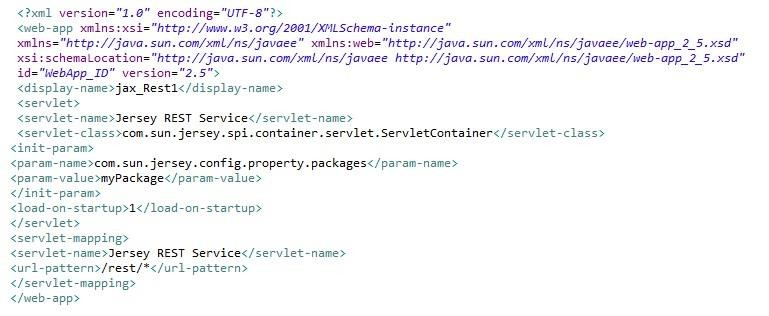 <?xml version="1.0" encoding="UTF-8"?>
<web-app xmlns:xsi="http://www.w3.org/2001/XMLSchema-instance"
xmlns="http://java.sun.com/xml/ns/javaee" xmlns:web="http://java.sun.com/xml/ns/javaee/web-app_2_5.xsd"
xsi:schemaLocation="http://java.sun.com/xml/ns/javaee http://java.sun.com/xml/ns/javaee/web-app_2_5.xsd"
id="WebApp_ID" version="2.5">
<display-name>jax_Rest1</display-name>
<servlet>
<servlet-name>Jersey REST Service</servlet-name>
<servlet-class>com.sun.jersey.spi.container.servlet.ServletContainer</servlet-class>
<init-param>
<param-name>com.sun.jersey.config.property.packages</param-name>
<param-value>myPackage</param-value>
</init-param>
<load-on-startup>1</load-on-startup>
</servlet>
<servlet-mapping>
<servlet-name>Jersey REST Service</servlet-name>
<url-pattern>/rest/*</url-pattern>
</servlet-mapping>
</web-app>